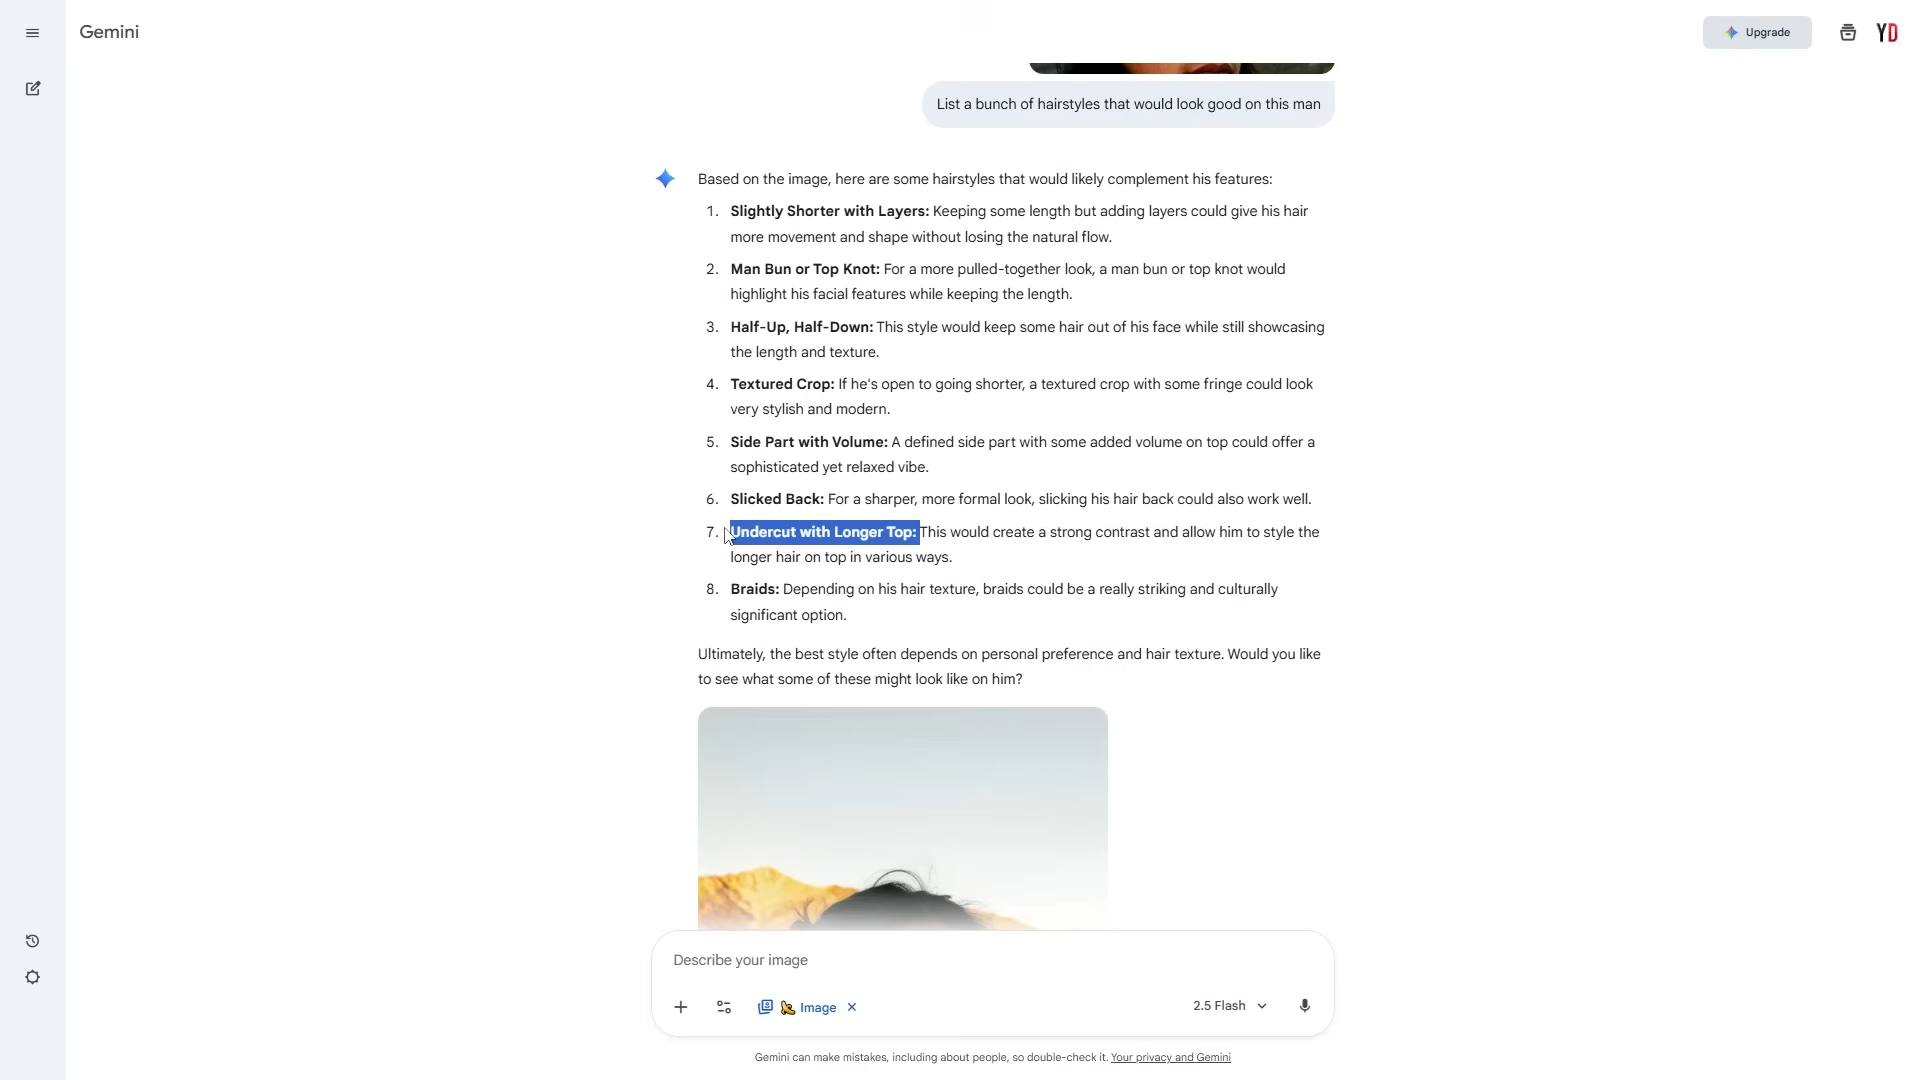 Gemini
Upgrade
YD
List a bunch of hairstyles that would look good on this man
Based on the image, here are some hairstyles that would likely complement his features:
1. Slightly Shorter with Layers: Keeping some length but adding layers could give his hair
more movement and shape without losing the natural flow.
2. Man Bun or Top Knot: For a more pulled-together look, a man bun or top knot would
highlight his facial features while keeping the length.
3. Half-Up, Half-Down: This style would keep some hair out of his face while still showcasing
the length and texture.
4. Textured Crop: If he's open to going shorter, a textured crop with some fringe could look
very stylish and modern.
5. Side Part with Volume: A defined side part with some added volume on top could offer a
sophisticated yet relaxed vibe.
6. Slicked Back: For a sharper, more formal look, slicking his hair back could also work well.
7. Undercut with Longer Top: This would create a strong contrast and allow him to style the
longer hair on top in various ways.
8. Braids: Depending on his hair texture, braids could be a really striking and culturally
significant option.
Ultimately, the best style often depends on personal preference and hair texture. Would you like
to see what some of these might look like on him?
Describe your image
Image
2.5 Flash
Gemini can make mistakes, including about people, so double-check it. Your privacy and Gemini